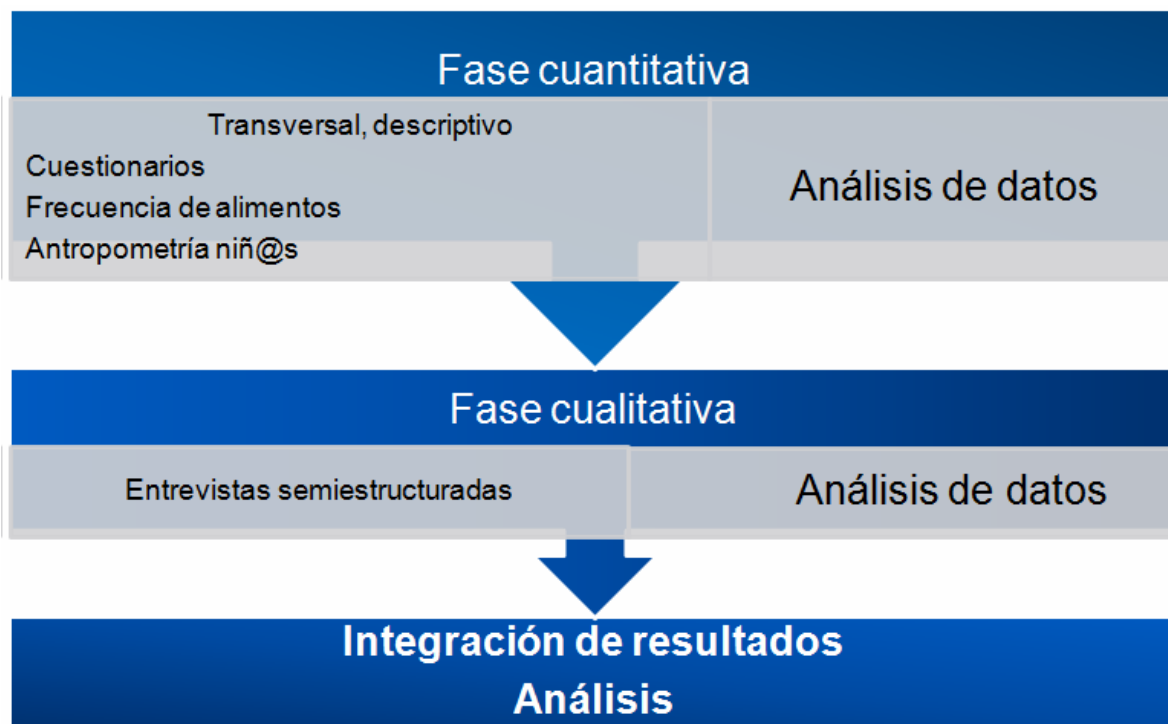 Fase cuantitativa
Transversal, descriptivo
Cuestionarios
Frecuencia de alimentos
Antropometría niñ@s
Análisis de datos
Fase cualitativa
Entrevistas semiestructuradas
Análisis de datos
Integración de resultados
Análisis